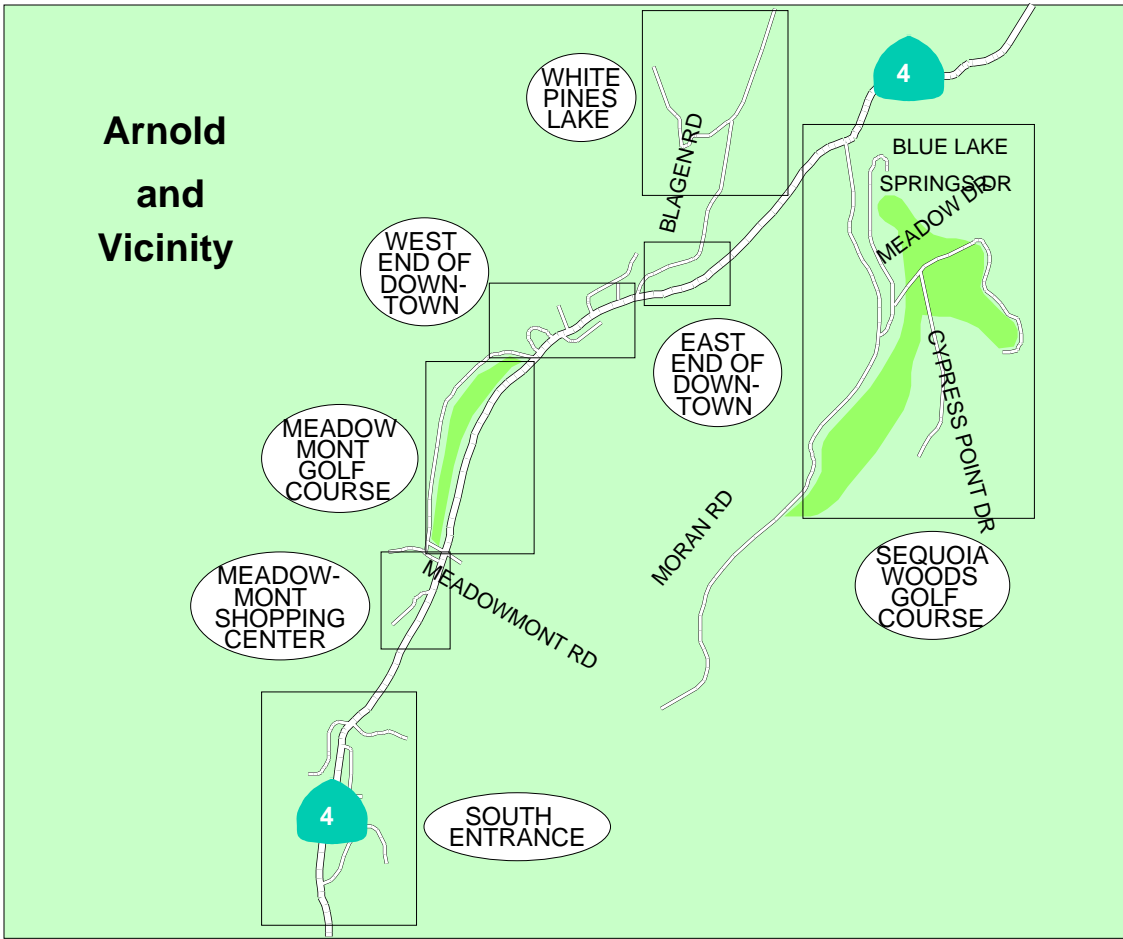 Arnold
and
Vicinity
WHITE
PINES
LAKE
4
BLAGEN RD
BLUE LAKE
SPRINGS DR
MEADOW DR
WEST
END OF
DOWN-
TOWN
EAST
END OF
DOWN-
TOWN
CYPRESS POINT DR
MEADOW
MONT
GOLF
COURSE
MORAN RD
SEQUOIA
WOODS
GOLF
COURSE
MEADOW-
MONT
SHOPPING
CENTER
MEADOWMONT RD
4
SOUTH
ENTRANCE